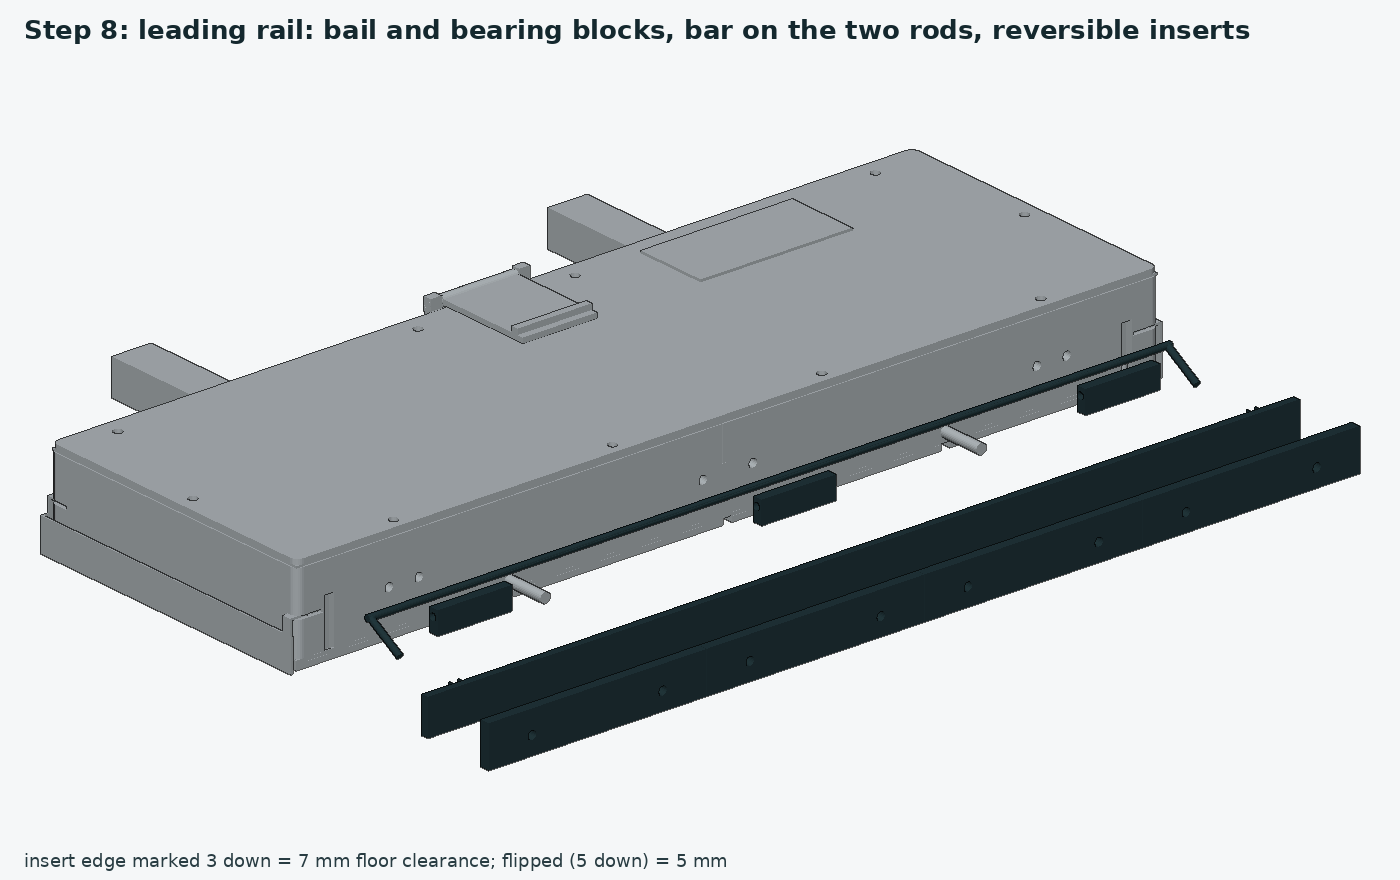 Step 8: leading rail: bail and bearing blocks, bar on the two rods, reversible inserts
insert edge marked 3 down = 7 mm floor clearance; flipped (5 down) = 5 mm